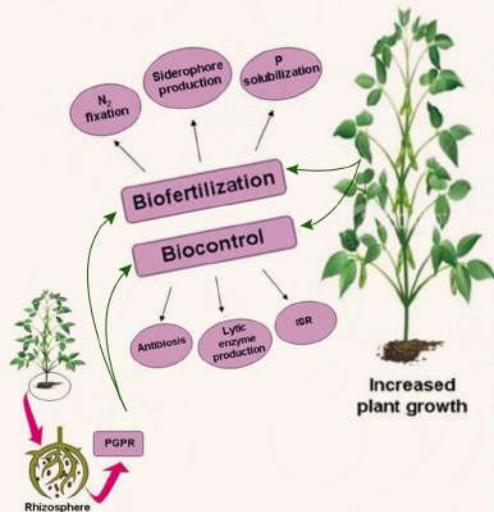 N2
fixation
Siderophore
production
P
solubilization
Biofertilization
Biocontrol
Antibiosis
Lytic
enzyme
production
ISR
Increased
plant growth
PGPR
Rhizosphere